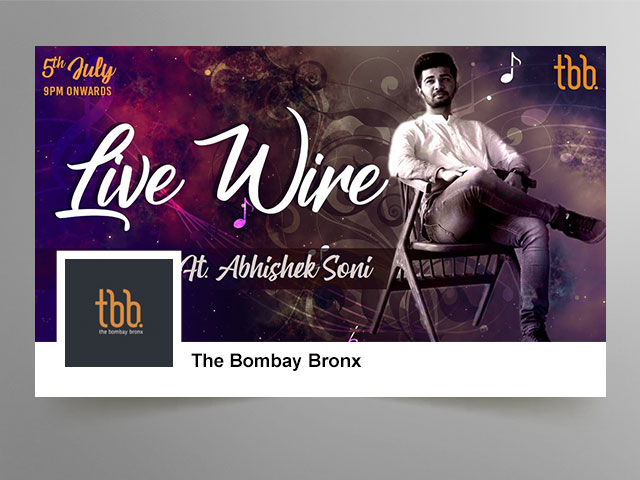 5th July
9PM ONWARDS
tbb.
Live Wire
Ft. Abhishek Soni
tbb.
the bombay bronx
The Bombay Bronx